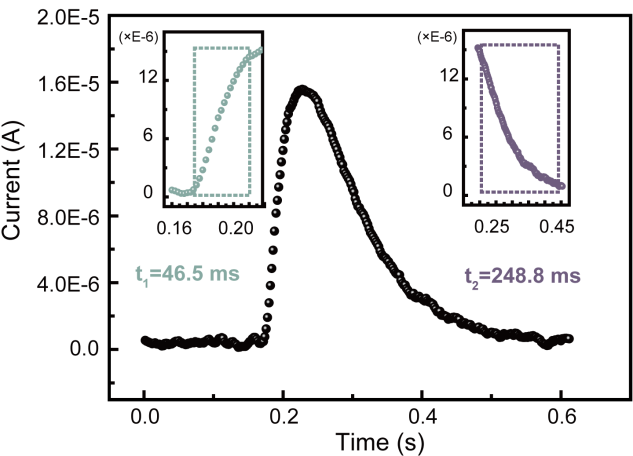 2.0E-5
1.6E-5
1.2E-5
8.0E-6
4.0E-6
0.0
Current (A)
0.0
0.2
0.4
0.6
Time (s)
(×E-6)
12
6
0
0.16
0.20
t1=46.5 ms
(×E-6)
12
6
0
0.25
0.45
t2=248.8 ms